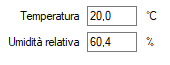 Temperatura 20,0 °C
Umidità relativa 60,4 %